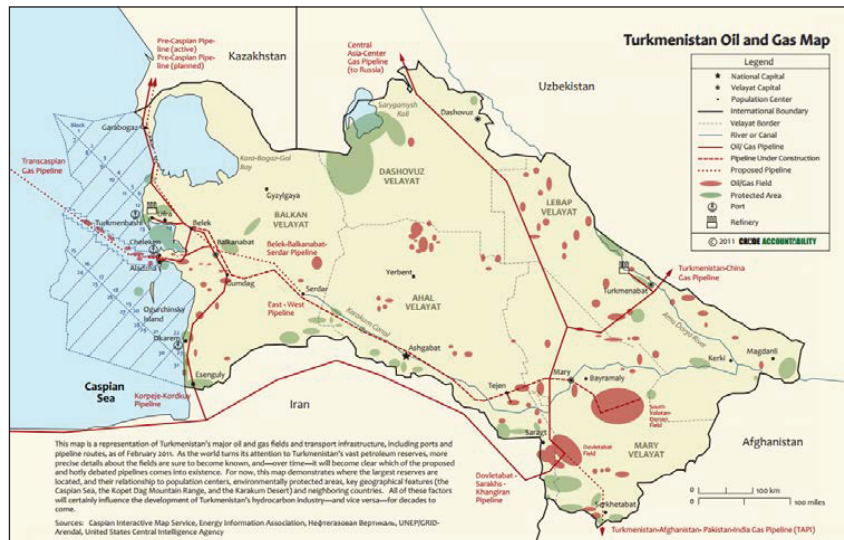 Turkmenistan Oil and Gas Map
Legend
National Capital
Velayat Capital
Population Center
International Boundary
Velayat Border
River or Canal
Oil/Gas Pipeline
Pipeline Under Construction
Proposed Pipeline
Oil/Gas Field
Protected Area
Port
Refinery
© 2011 CRUDE ACCOUNTABILITY
Pre-Caspian Pipe-
line (active)
Pre-Caspian Pipe-
line (planned)
Kazakhstan
Central
Asia-Center
Gas Pipeline
(to Russia)
Uzbekistan
Block
Garabogaz
Sarygamysh
Koli
Dashovuz
Transcaspian
Gas Pipeline
Kara-Bogaz-Gol
Bay
DASHOVUZ
VELAYAT
Gyzylgaya
LEBAP
VELAYAT
BALKAN
VELAYAT
Ufra
Turkmenbashi
Belek
Cheleken
Balkanabat
Belek-Balkanabat-
Serdar Pipeline
Aladzha
Gumdag
Yerbent
Turkmenabat
Turkmenistan-China
Gas Pipeline
Serdar
AHAL
VELAYAT
Ogurchinsky
Island
East - West
Pipeline
Karakum Canal
Amu Darya River
Okarem
Ashgabat
Kerki
Magdanli
Esenguly
Tejen
Mary
Bayramaly
Caspian
Sea
Korpeje-Kordkuy
Pipeline
Iran
South
Yolotan-
Osman
Field
Saragt
Dovletabat
Field
MARY
VELAYAT
Afghanistan
Dovletabat -
Sarakhs -
Khangiran
Pipeline
Serkhetabat
0 100 km
0 100 miles
Turkmenistan-Afghanistan- Pakistan-India Gas Pipeline (TAPI)
This map is a representation of Turkmenistan's major oil and gas fields and transport infrastructure, including ports and
pipeline routes, as of February 2011. As the world turns its attention to Turkmenistan's vast petroleum reserves, more
precise details about the fields are sure to become known, and—over time—it will become clear which of the proposed
and hotly debated pipelines comes into existence. For now, this map demonstrates where the largest reserves are
located, and their relationship to population centers, environmentally protected areas, key geographical features (the
Caspian Sea, the Kopet Dag Mountain Range, and the Karakum Desert) and neighboring countries. All of these factors
will certainly influence the development of Turkmenistan's hydrocarbon industry—and vice versa—for decades to
come.
Sources: Caspian Interactive Map Service, Energy Information Association, Нефтегазовая Вертикаль, UNEP/GRID-
Arendal, United States Central Intelligence Agency